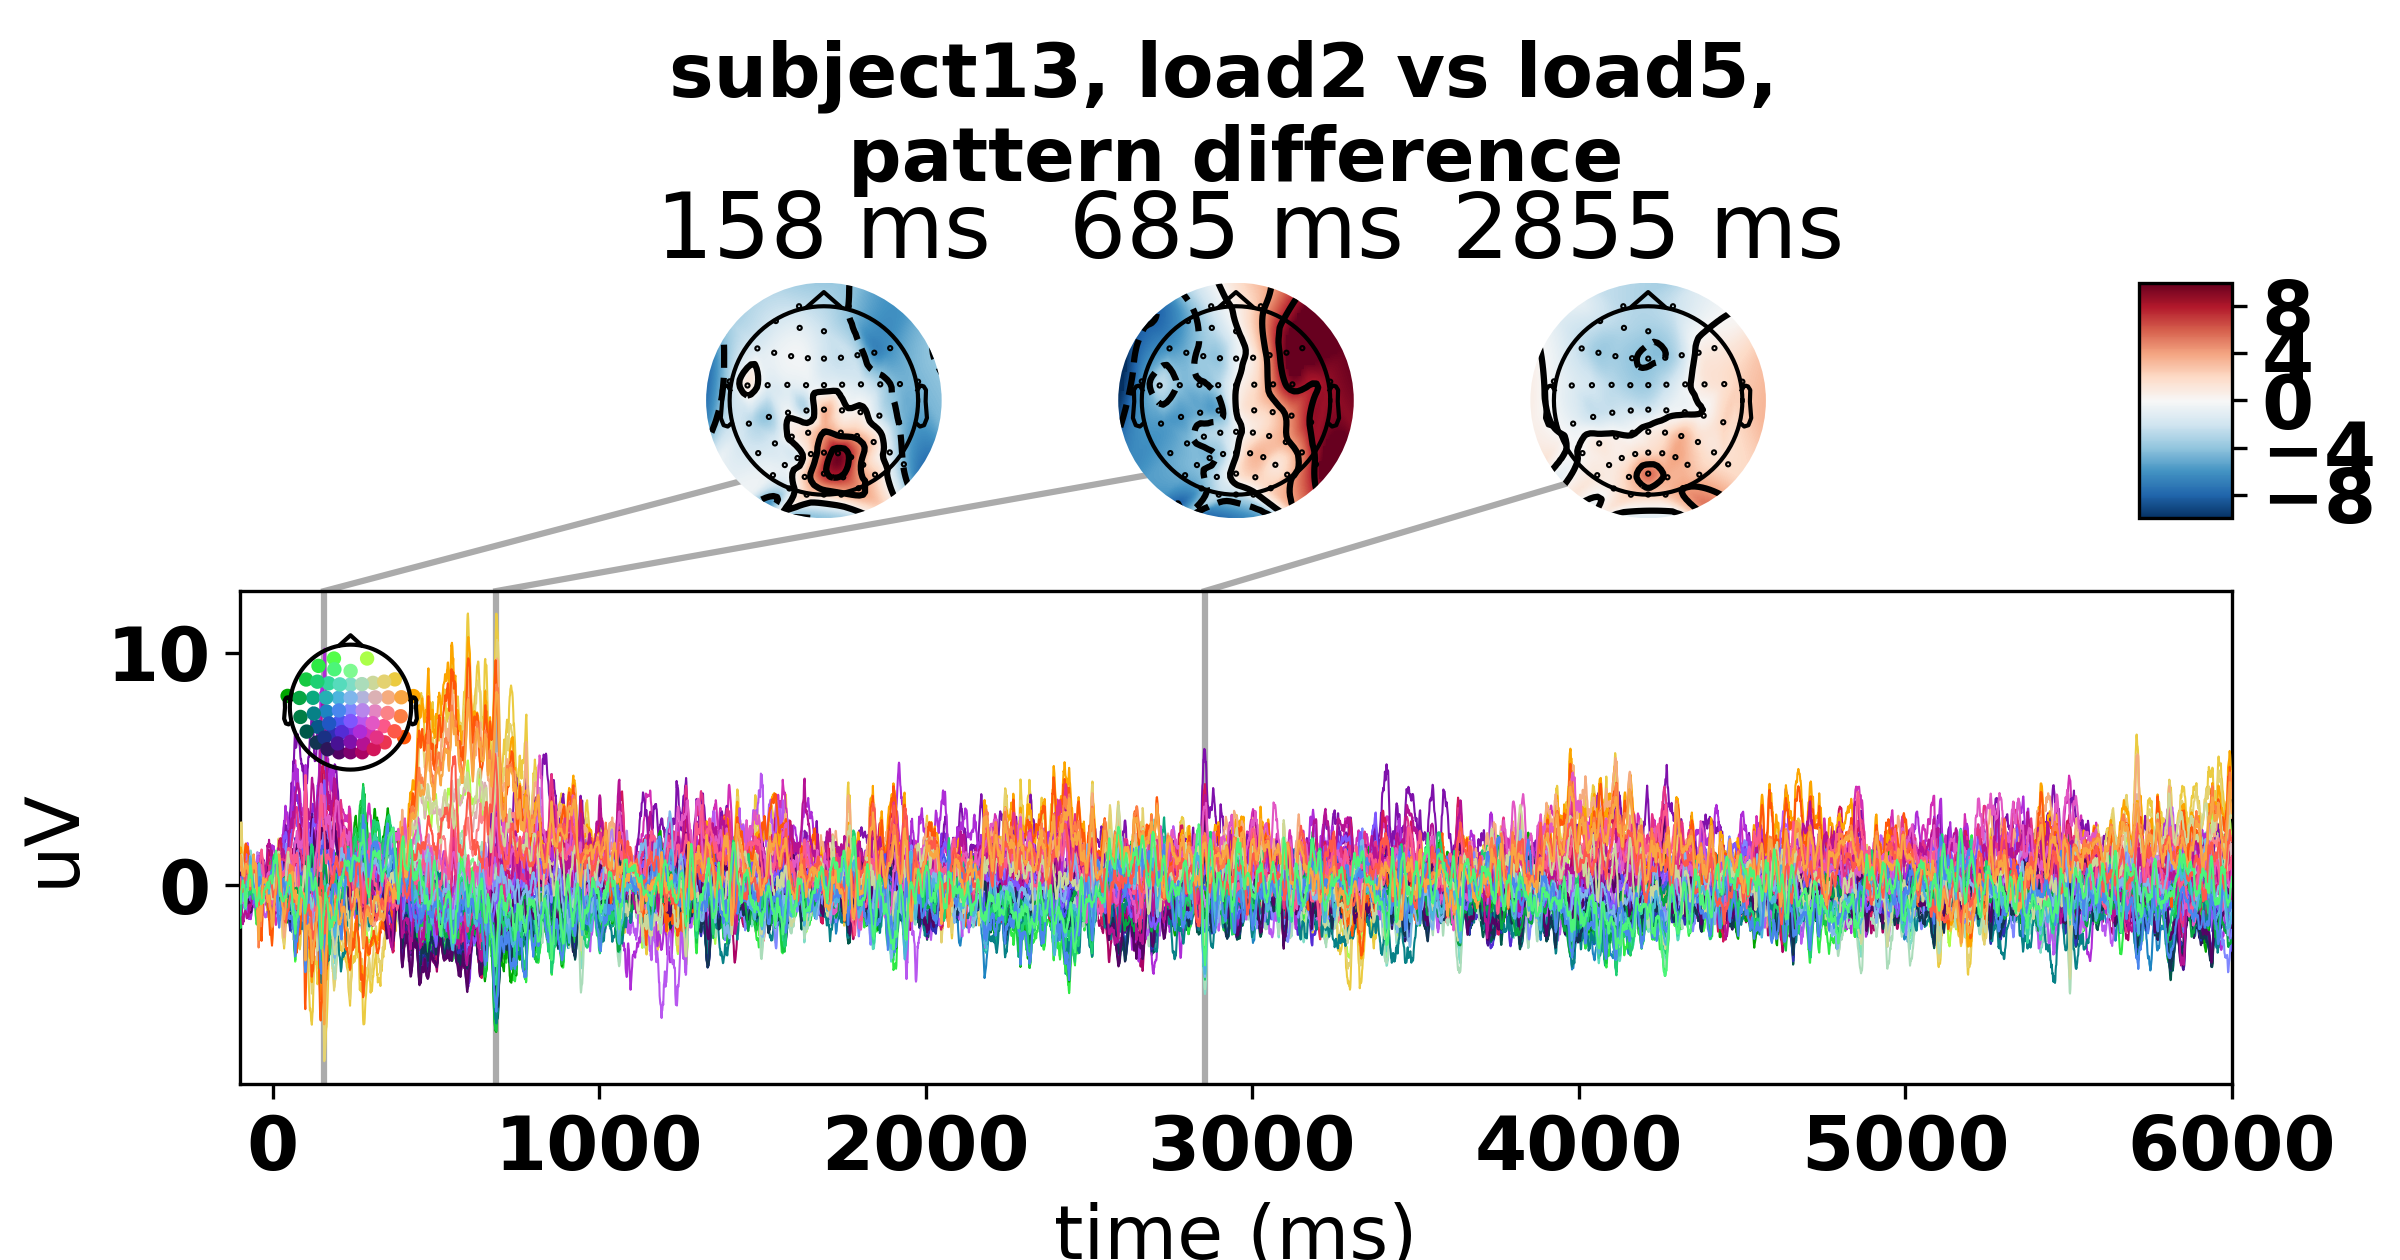 subject13, load2 vs load5,
pattern difference
158 ms 685 ms 2855 ms
8
4
0
−4
−8
10
0
uV
0 1000 2000 3000 4000 5000 6000
time (ms)